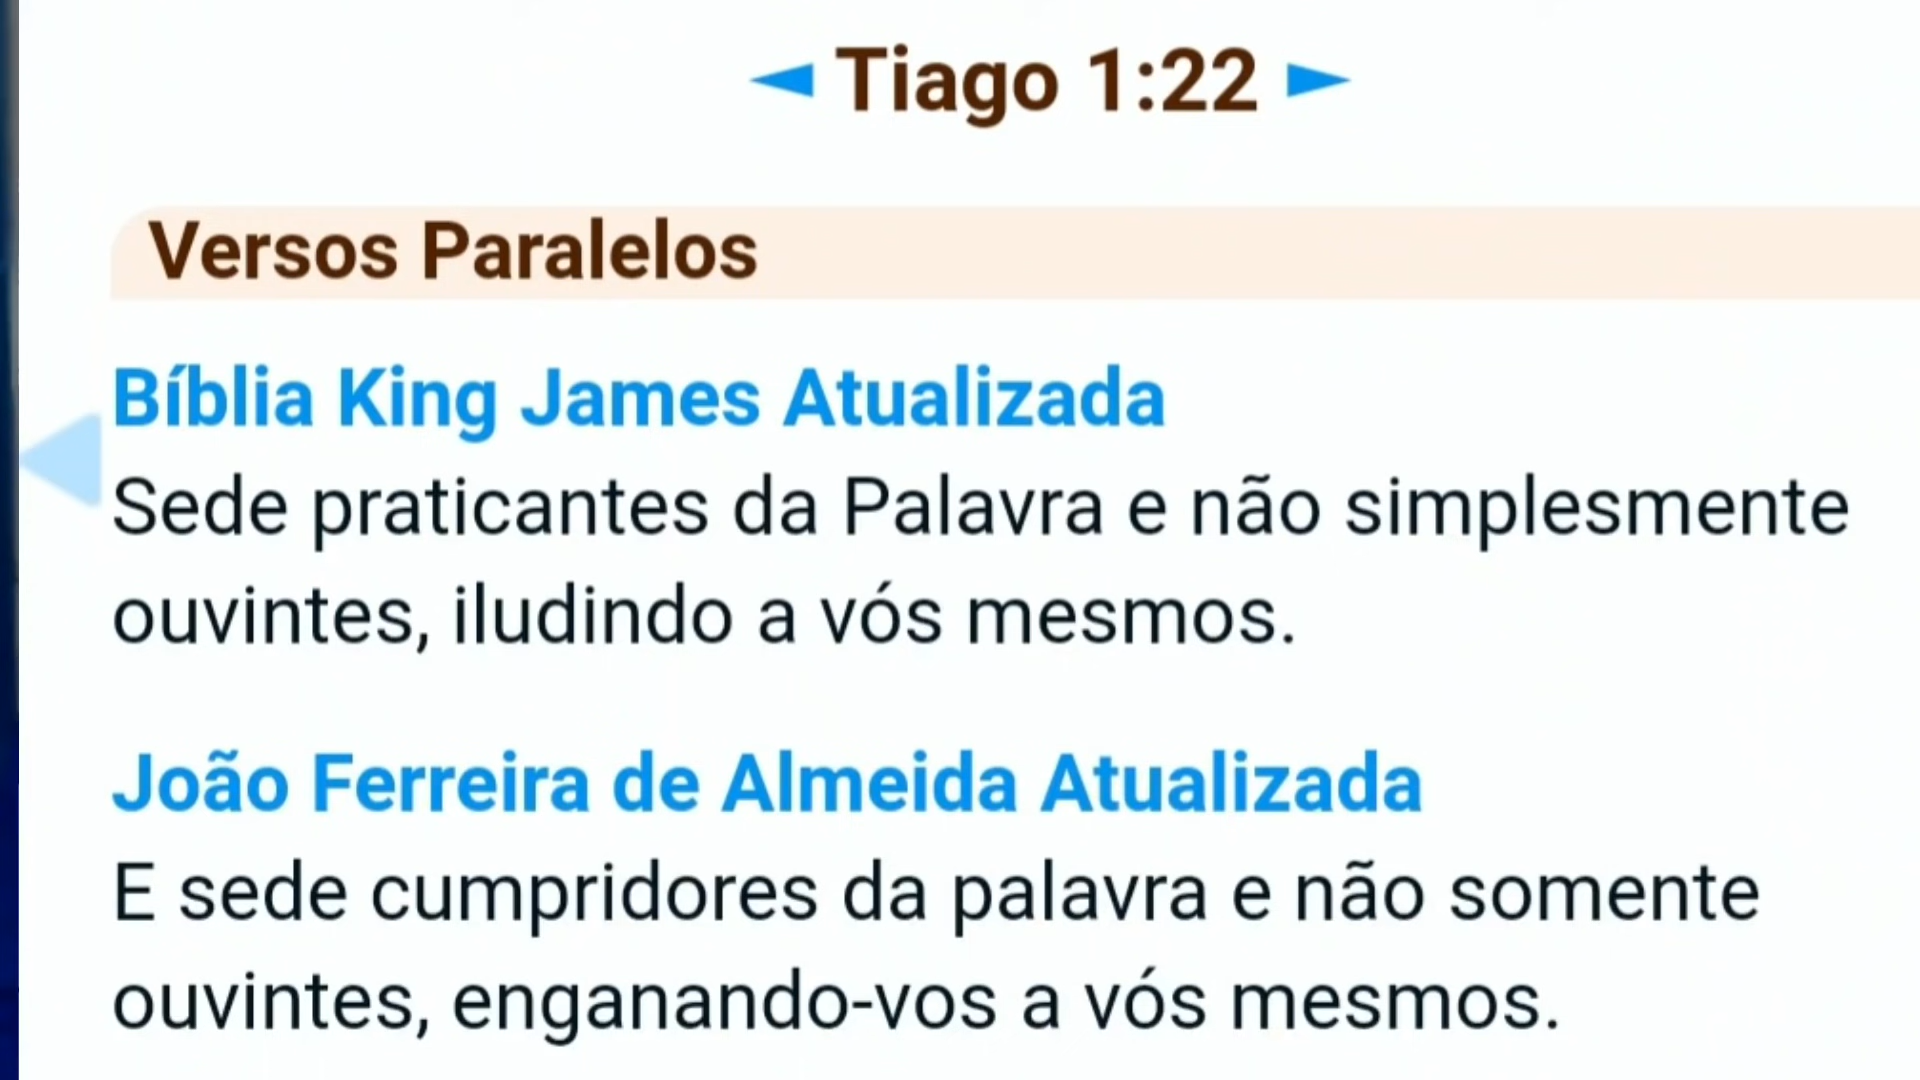 Tiago 1:22
Versos Paralelos
Bíblia King James Atualizada
Sede praticantes da Palavra e não simplesmente
ouvintes, iludindo a vós mesmos.
João Ferreira de Almeida Atualizada
E sede cumpridores da palavra e não somente
ouvintes, enganando-vos a vós mesmos.